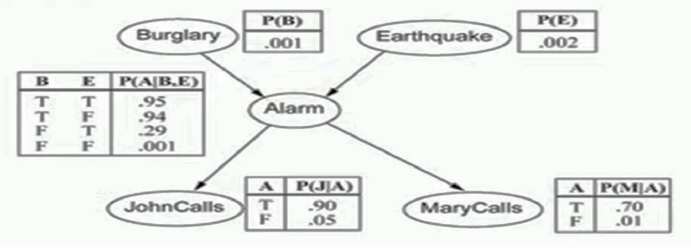 Burglary
P(B)
.001
Earthquake
P(E)
.002
B E P(A|B,E)
T T .95
T F .94
F T .29
F F .001
Alarm
JohnCalls
A P(J|A)
T .90
F .05
MaryCalls
A P(M|A)
T .70
F .01